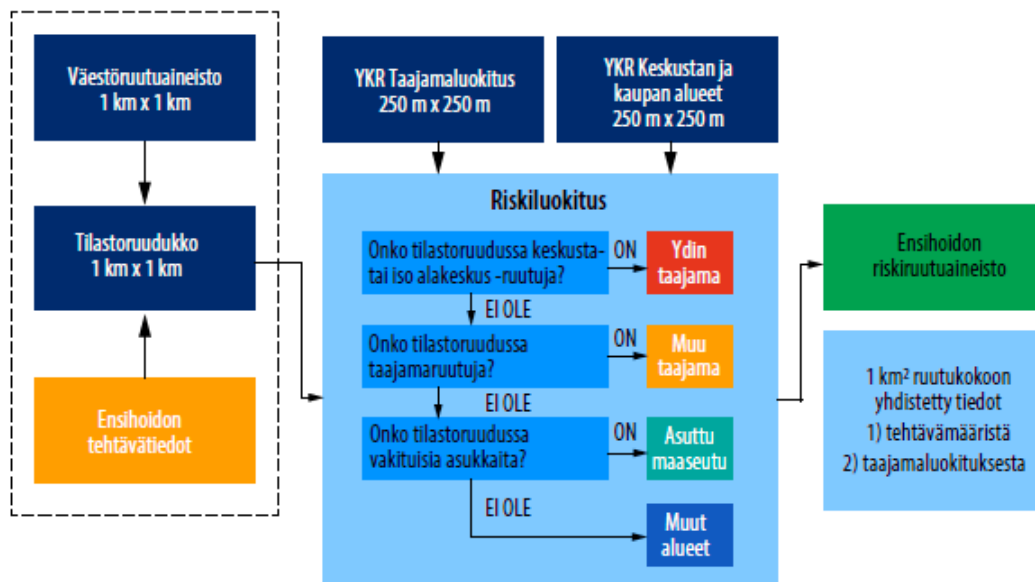 Väestöruutuaineisto
1 km x 1 km
Tilastoruudukko
1 km x 1 km
Ensihoidon
tehtävätiedot
YKR Taajamaluokitus
250 m x 250 m
YKR Keskustan ja
kaupan alueet
250 m x 250 m
Riskiluokitus
Onko tilastoruudussa keskusta-
tai iso alakeskus -ruutuja?
ON
Ydin
taajama
EI OLE
Onko tilastoruudussa
taajamaruutuja?
ON
Muu
taajama
EI OLE
Onko tilastoruudussa
vakituisia asukkaita?
ON
Asuttu
maaseutu
EI OLE
Muut
alueet
Ensihoidon
riskiruutuaineisto
1 km² ruutukokoon
yhdistetty tiedot
1) tehtävämääristä
2) taajamaluokituksesta